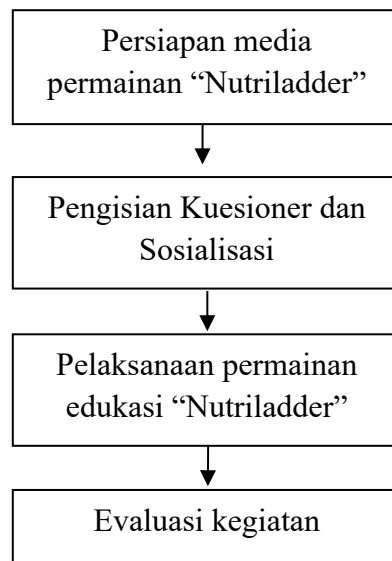 Persiapan media
permainan “Nutriladder”
Pengisian Kuesioner dan
Sosialisasi
Pelaksanaan permainan
edukasi “Nutriladder”
Evaluasi kegiatan